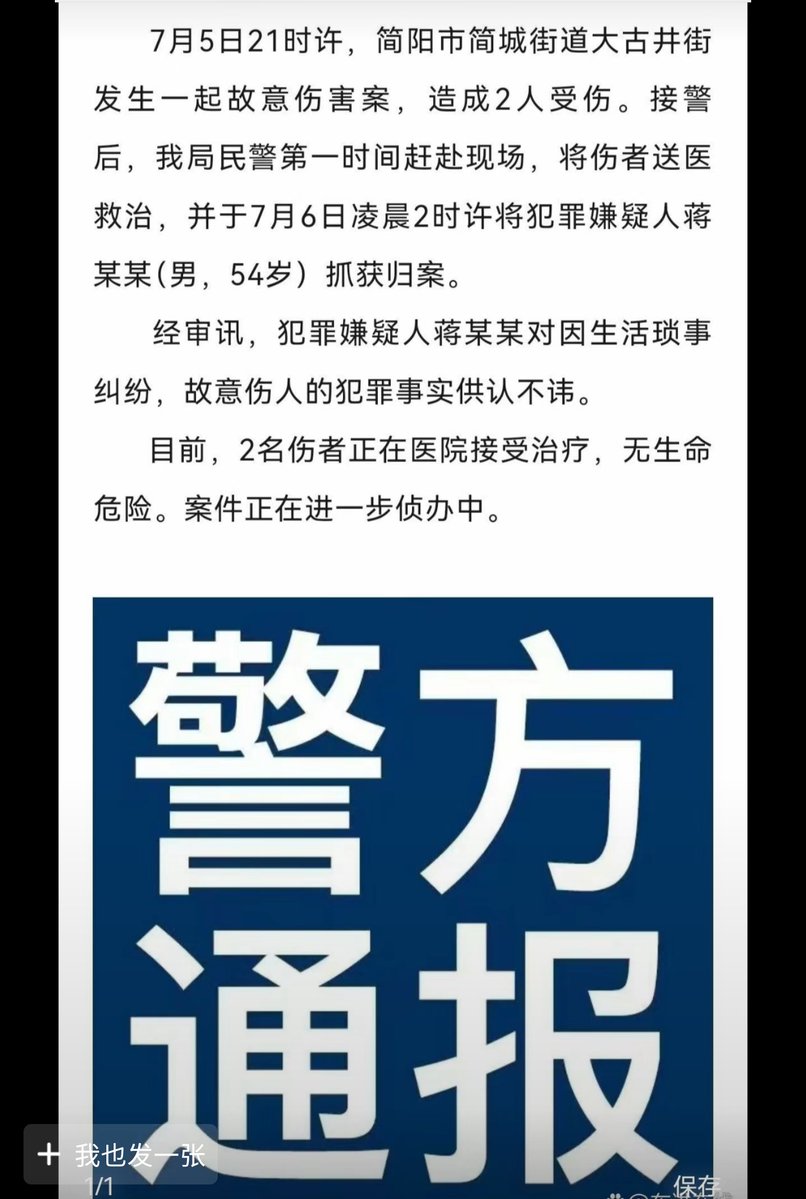 7月5日21时许，简阳市简城街道大古井街
发生一起故意伤害案，造成2人受伤。接警
后，我局民警第一时间赶赴现场，将伤者送医
救治，并于7月6日凌晨2时许将犯罪嫌疑人蒋
某某(男，54岁）抓获归案。
经审讯，犯罪嫌疑人蒋某某对因生活琐事
纠纷，故意伤人的犯罪事实供认不讳。
目前，2名伤者正在医院接受治疗，无生命
危险。案件正在进一步侦办中。
警方
通报
+ 我也发一张
1/1
保存